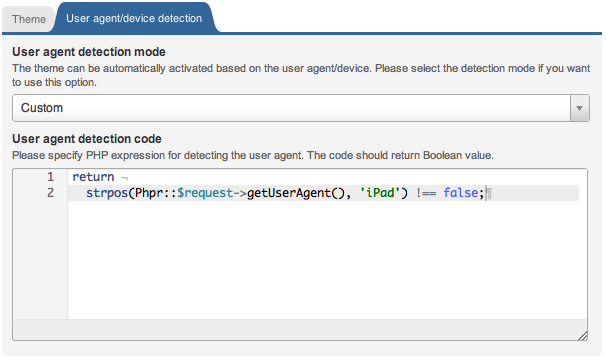 Theme
User agent/device detection
User agent detection mode
The theme can be automatically activated based on the user agent/device. Please select the detection mode if you want
to use this option.
Custom
User agent detection code
Please specify PHP expression for detecting the user agent. The code should return Boolean value.
1 return ¬
2 strpos(Phpr::$request->getUserAgent(), 'iPad') !== false;¶